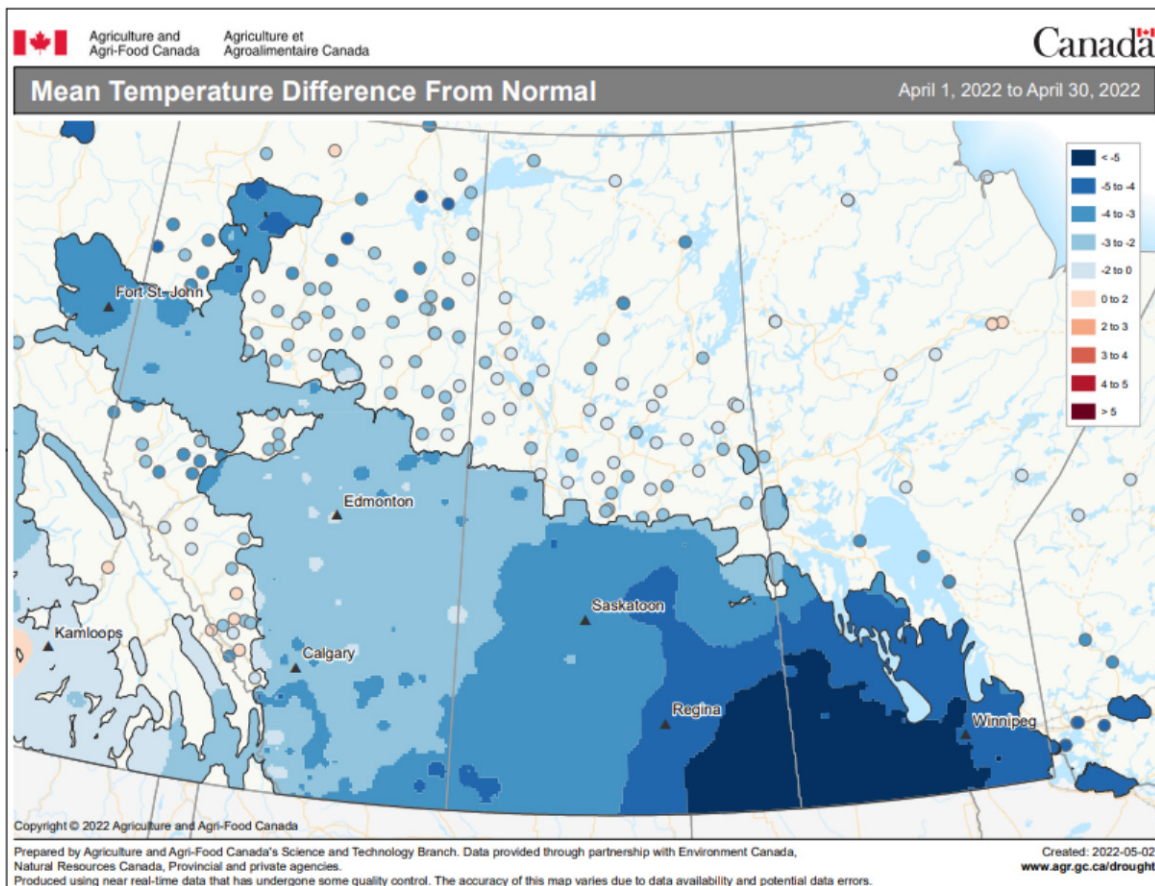 Agriculture and Agriculture et
Agri-Food Canada Agroalimentaire Canada
Canada
Mean Temperature Difference From Normal April 1, 2022 to April 30, 2022
< -5
-5 to -4
-4 to -3
-3 to -2
-2 to 0
0 to 2
2 to 3
3 to 4
4 to 5
> 5
Fort St. John
Edmonton
Saskatoon
Kamloops
Calgary
Regina
Winnipeg
Copyright © 2022 Agriculture and Agri-Food Canada
Prepared by Agriculture and Agri-Food Canada's Science and Technology Branch. Data provided through partnership with Environment Canada, Created: 2022-05-02
Natural Resources Canada, Provincial and private agencies. www.agr.gc.ca/drought
Produced using near real-time data that has undergone some quality control. The accuracy of this map varies due to data availability and potential data errors.